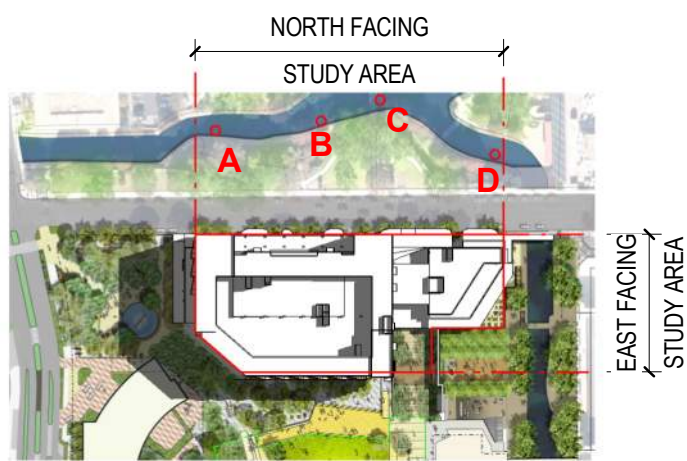 NORTH FACING
STUDY AREA
A
B
C
D
EAST FACING
STUDY AREA